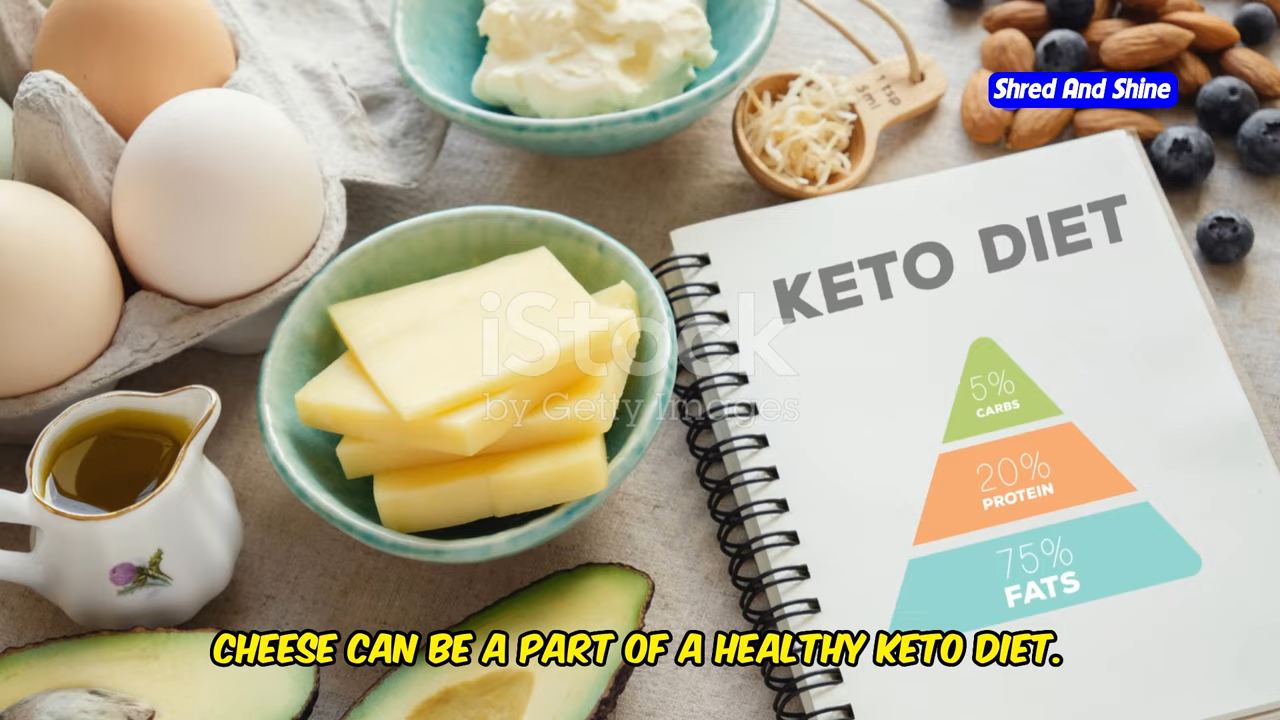 Shred And Shine
1 tsp
5ml
KETO DIET
iStock
by Getty Images
5%
CARBS
20%
PROTEIN
75%
FATS
CHEESE CAN BE A PART OF A HEALTHY KETO DIET.